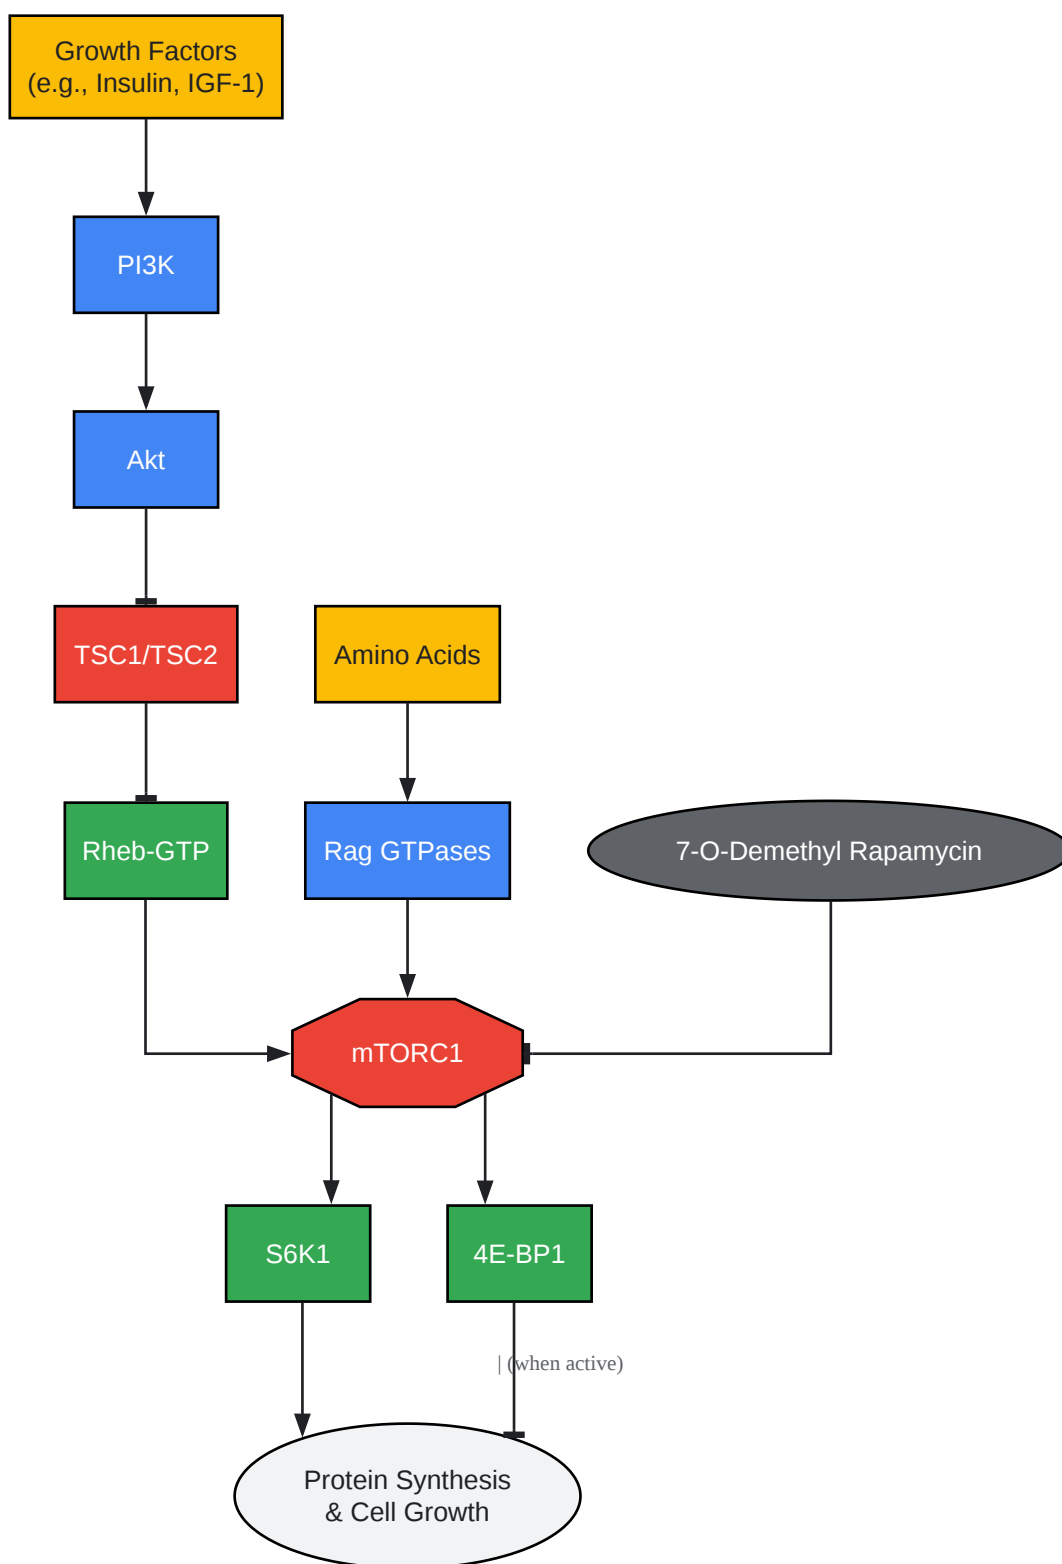 Growth Factors
(e.g., Insulin, IGF-1)
PI3K
Akt
TSC1/TSC2
Amino Acids
Rheb-GTP
Rag GTPases
7-O-Demethyl Rapamycin
mTORC1
S6K1
4E-BP1
| (when active)
Protein Synthesis
& Cell Growth